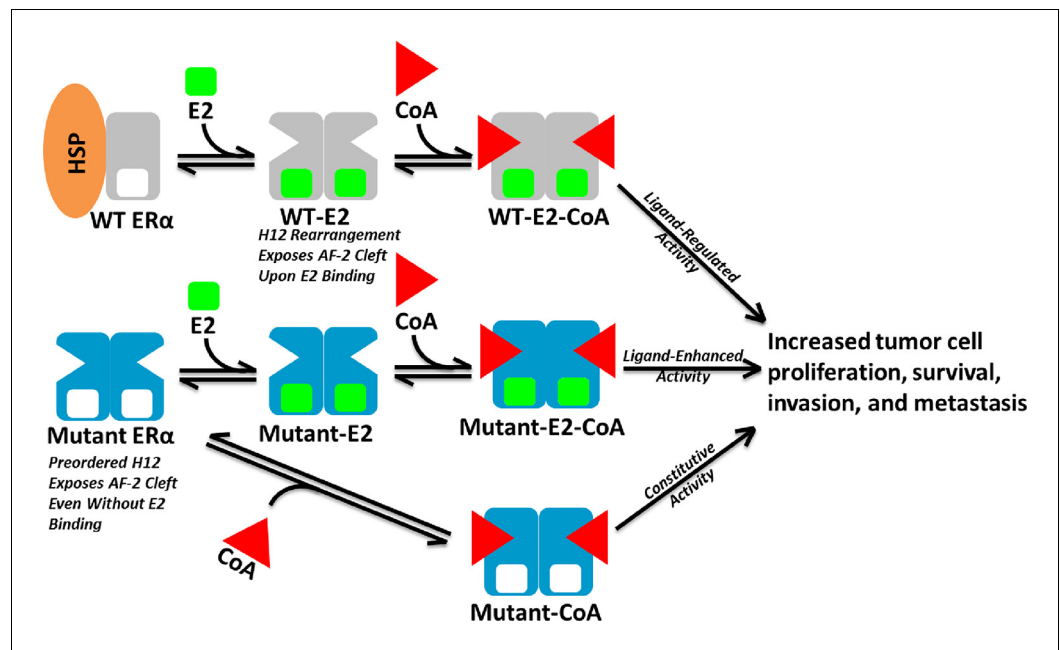 HSP
WT ERα
E2
WT-E2
H12 Rearrangement
Exposes AF-2 Cleft
Upon E2 Binding
CoA
WT-E2-CoA
Ligand-Regulated
Activity
Mutant ERα
Preordered H12
Exposes AF-2 Cleft
Even Without E2
Binding
E2
Mutant-E2
CoA
Mutant-E2-CoA
Ligand-Enhanced
Activity
CoA
Mutant-CoA
Constitutive
Activity
Increased tumor cell
proliferation, survival,
invasion, and metastasis